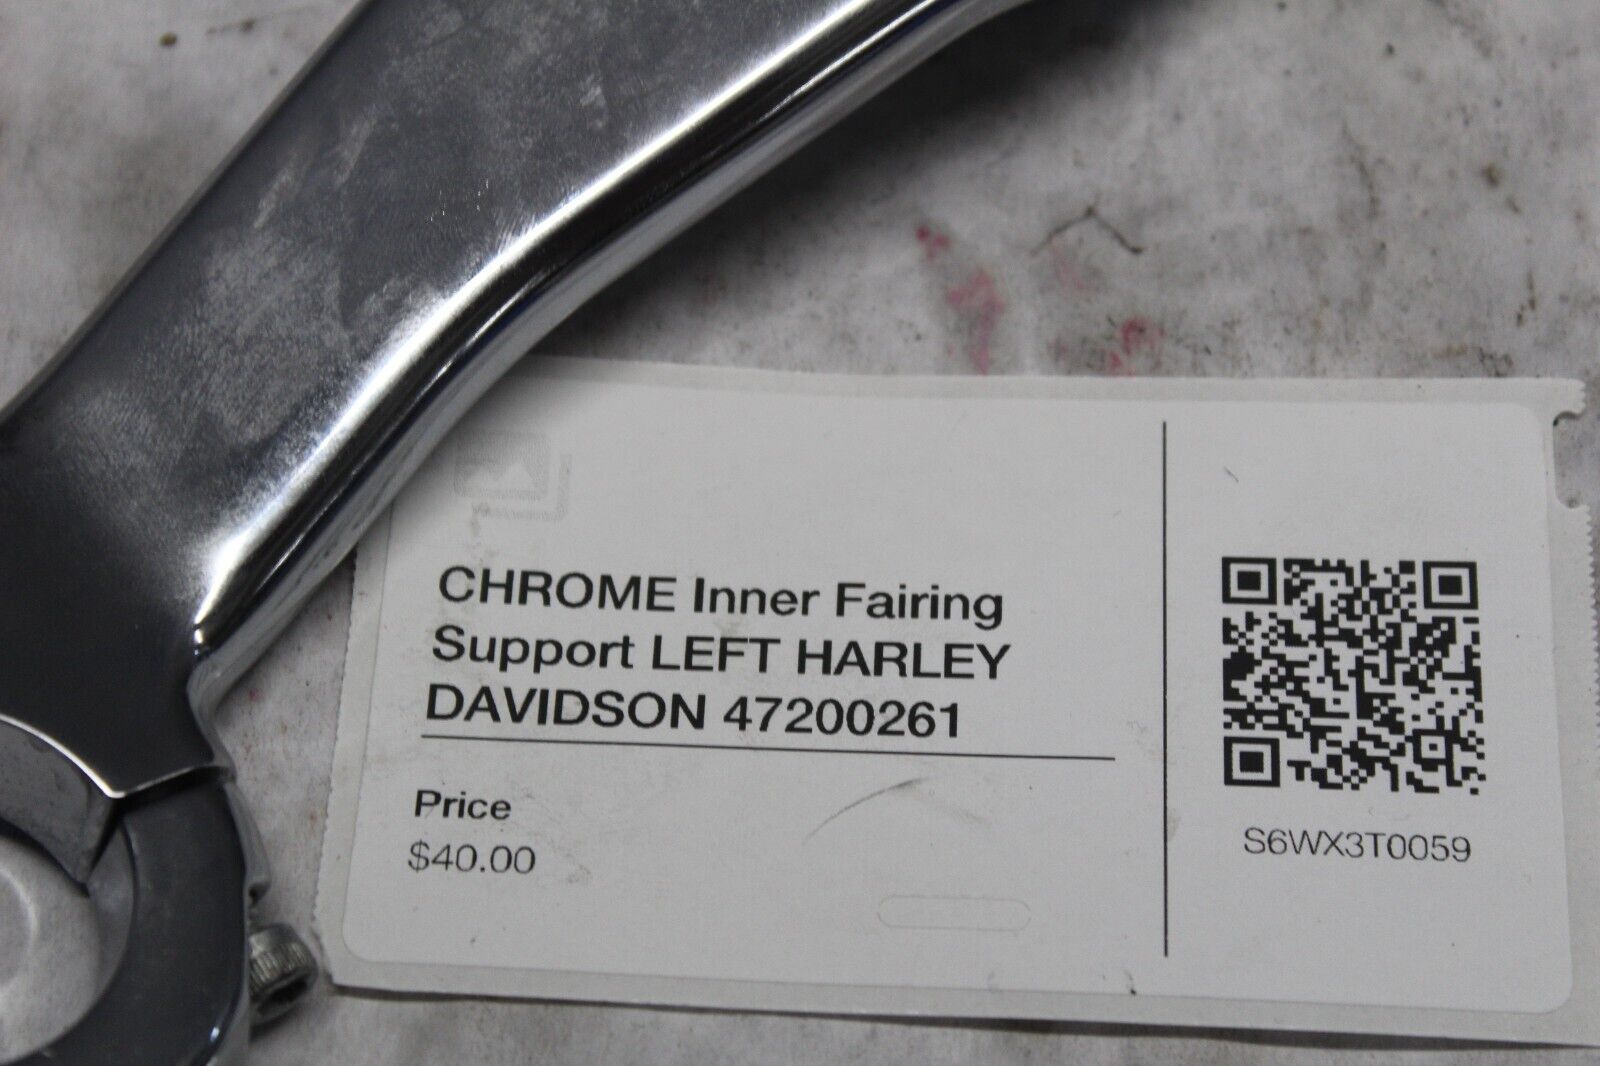 CHROME Inner Fairing
Support LEFT HARLEY
DAVIDSON 47200261
Price
$40.00
S6WX3T0059